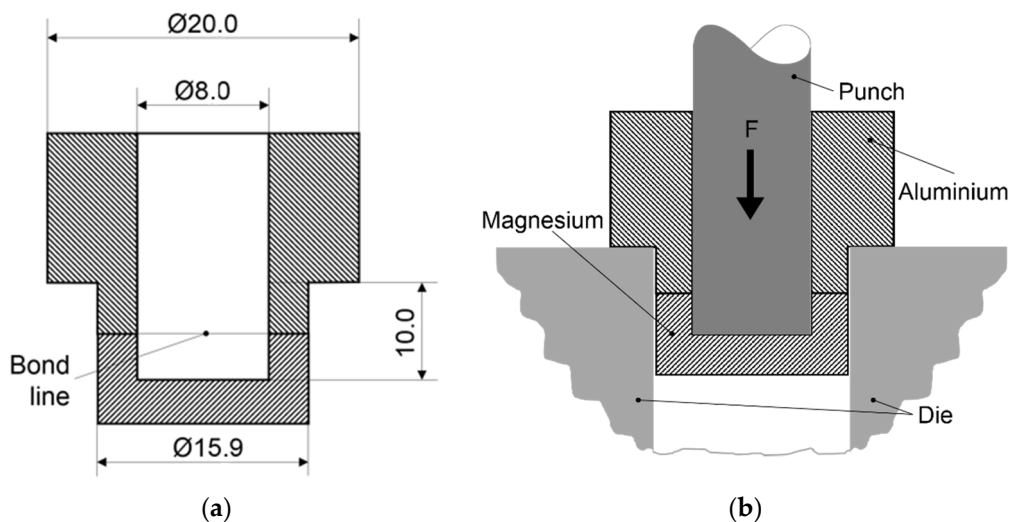 Ø20.0
Ø8.0
10.0
Bond
line
Ø15.9
(a)
Punch
F
Aluminium
Magnesium
Die
(b)